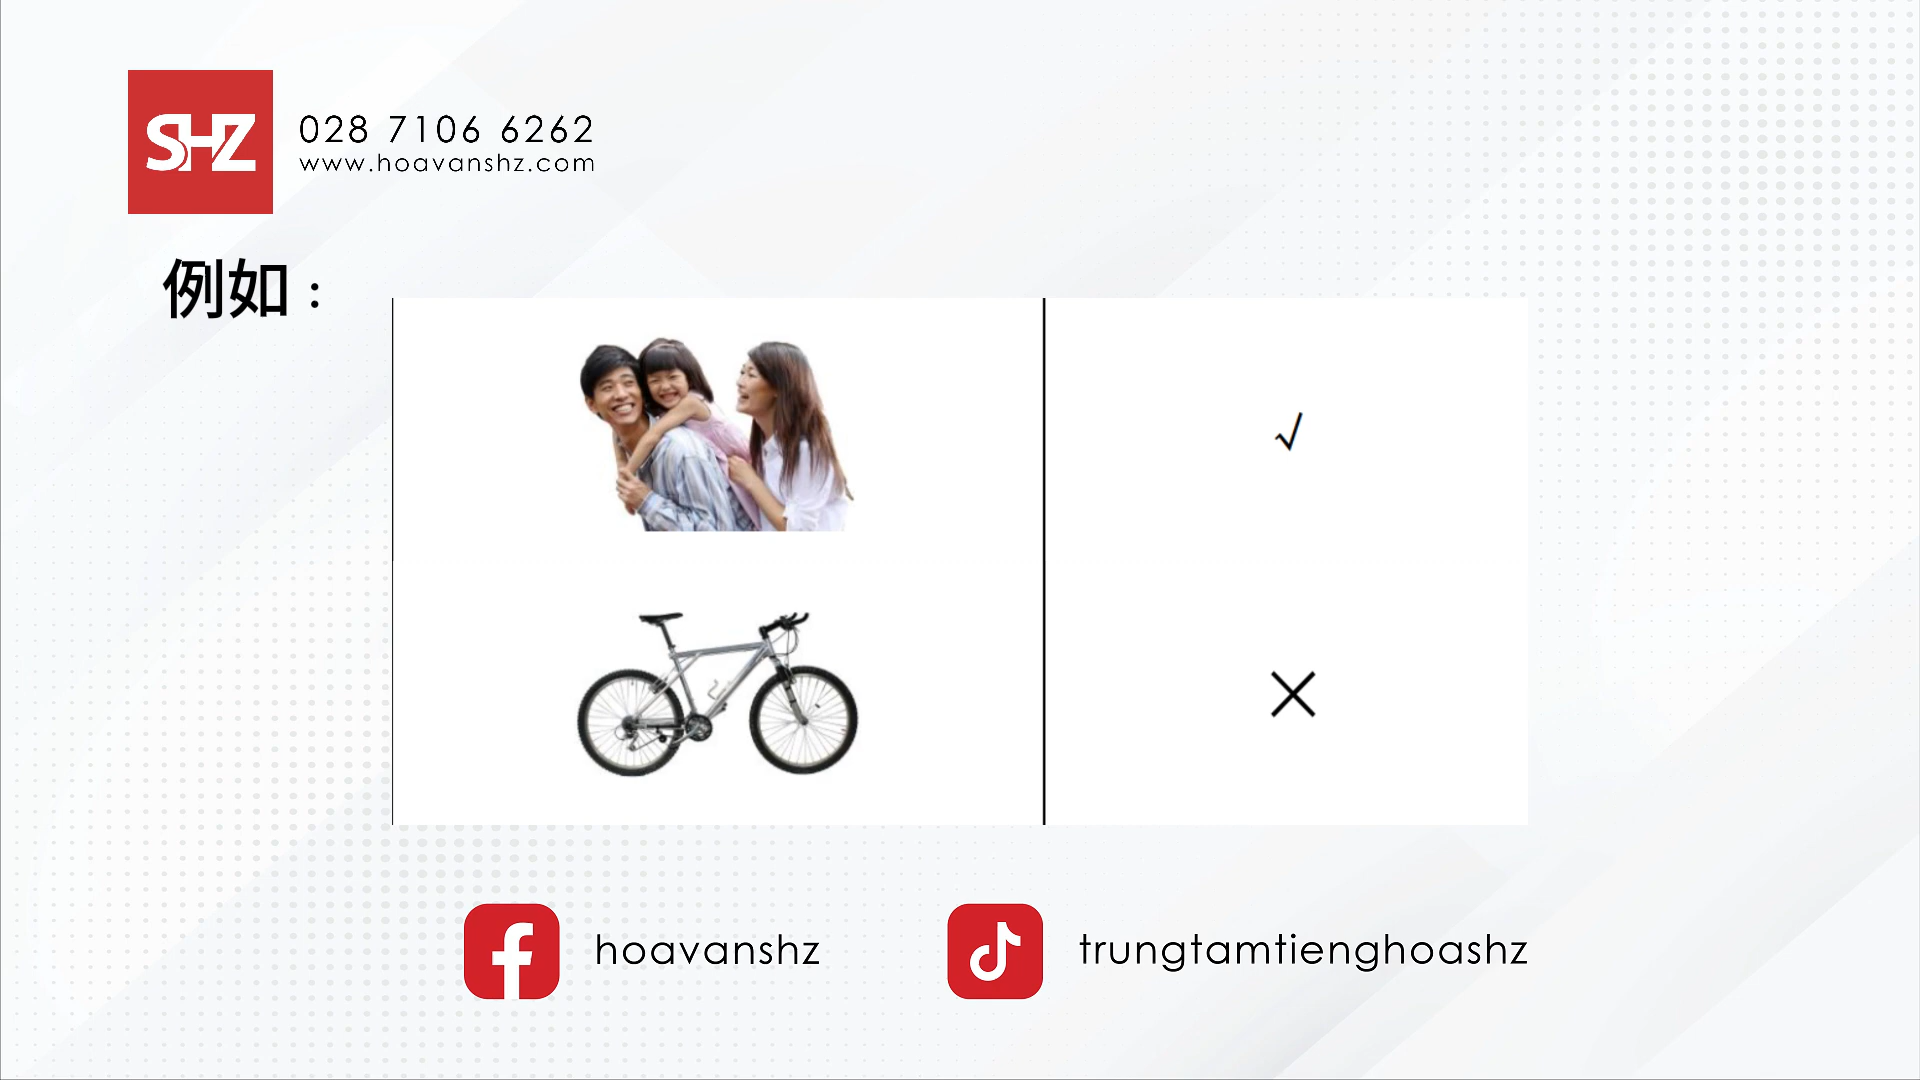 SHZ
028 7106 6262
www.hoavanshz.com
例如 :
√
×
hoavanshz
trungtamtienghoashz